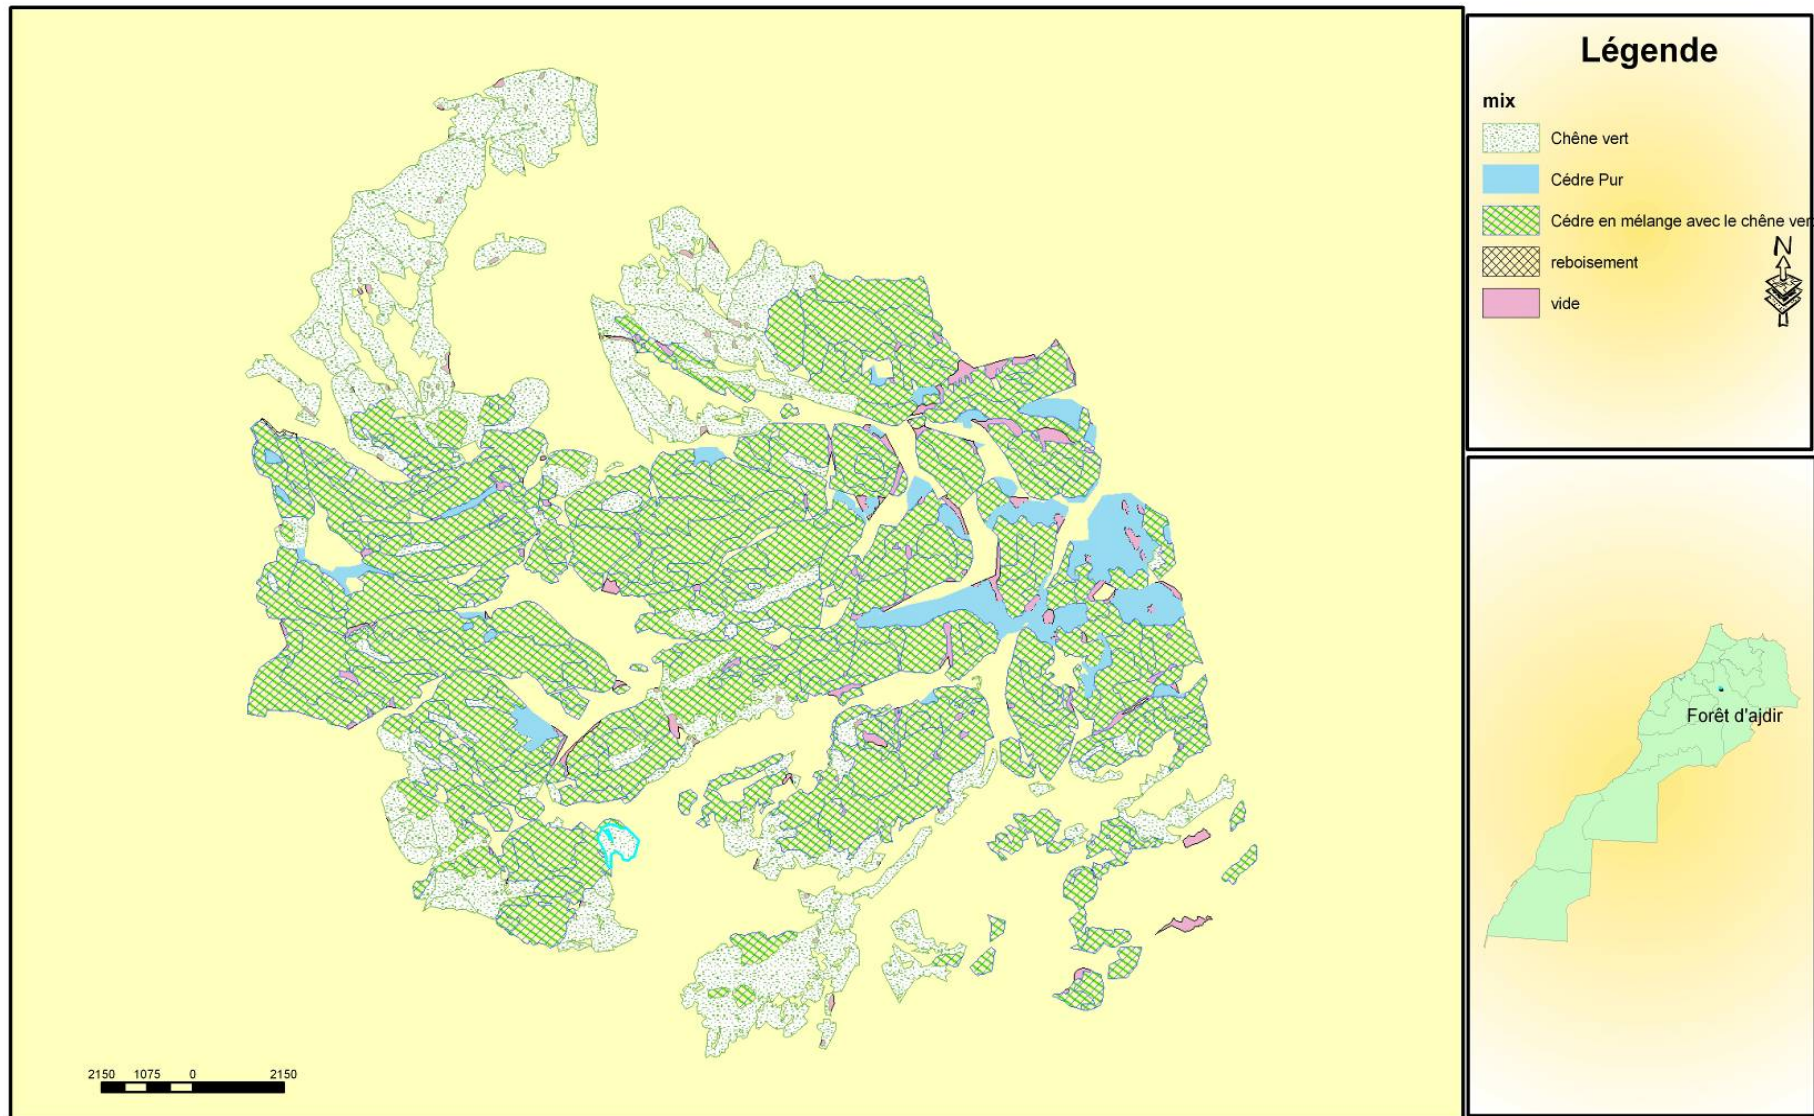 Légende
mix
Chêne vert
Cédre Pur
Cédre en mélange avec le chêne vert
reboisement
N
vide
Forêt d'ajdir
2150 1075 0 2150